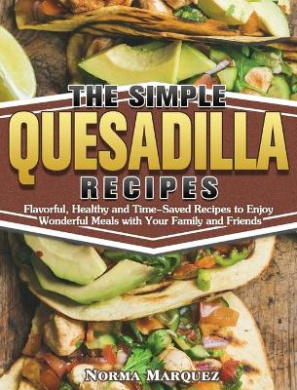 THE SIMPLE
QUESADILLA
RECIPES
Flavorful, Healthy and Time-Saved Recipes to Enjoy
Wonderful Meals with Your Family and Friends
NORMA MARQUEZ